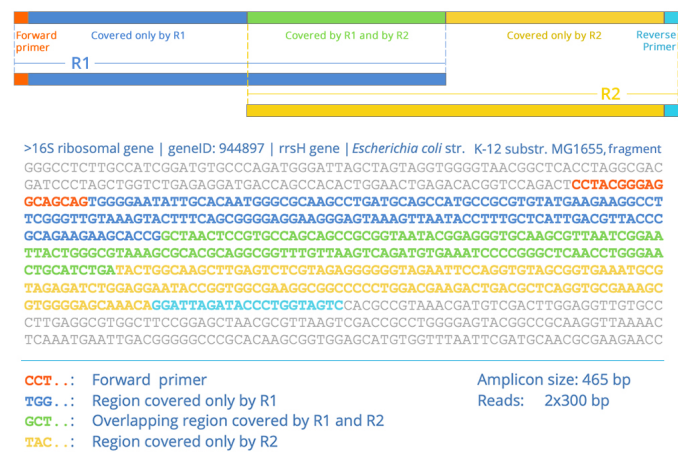 Forward primer
Covered only by R1
Covered by R1 and by R2
Covered only by R2
Reverse Primer
R1
R2
>16S ribosomal gene | geneID: 944897 | rrsH gene | Escherichia coli str. K-12 substr. MG1655, fragment
GGGCCTCTTGCCATCGGATGTGCCCAGATGGGATTAGCTAGTAGGTGGGGTAACGGCTCACCTAGGCGAC
GATCCCTAGCTGGTCTGAGAGGATGACCAGCCACACTGGAACTGAGACACGGTCCAGACTCCTACGGGAG
GCAGCAGTGGGGAATATTGCACAATGGGCGCAAGCCTGATGCAGCCATGCCGCGTGTATGAAGAAGGCCT
TCGGGTTGTAAAGTACTTTCAGCGGGGAGGAAGGGAGTAAAGTTAATACCTTTGCTCATTGACGTTACCC
GCAGAAGAAGCACCGGCTAACTCCGTGCCAGCAGCCGCGGTAATACGGAGGGTGCAAGCGTTAATCGGAA
TTACTGGGCGTAAAGCGCACGCAGGCGGTTTGTTAAGTCAGATGTGAAATCCCCGGGCTCAACCTGGGAA
CTGCATCTGATACTGGCAAGCTTGAGTCTCGTAGAGGGGGGTAGAATTCCAGGTGTAGCGGTGAAATGCG
TAGAGATCTGGAGGAATACCGGTGGCGAAGGCGGCCCCCTGGACGAAGACTGACGCTCAGGTGCGAAAGC
GTGGGGAGCAAACAGGATTAGATACCCTGGTAGTCCACGCCGTAAACGATGTCGACTTGGAGGTTGTGCC
CTTGAGGCGTGGCTTCCGGAGCTAACGCGTTAAGTCGACCGCCTGGGGAGTACGGCCGCAAGGTTAAAAC
TCAAATGAATTGACGGGGGCCCGCACAAGCGGTGGAGCATGTGGTTTAATTCGATGCAACGCGAAGAACC
CCT..: Forward primer
TGG..: Region covered only by R1
GCT..: Overlapping region covered by R1 and R2
TAC..: Region covered only by R2
Amplicon size: 465 bp
Reads: 2x300 bp